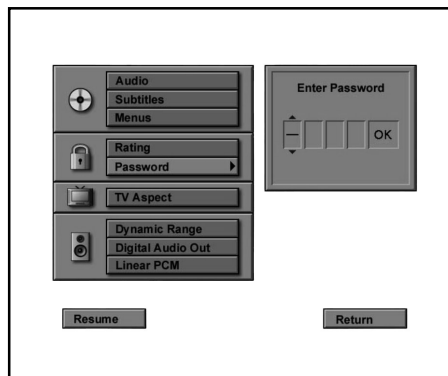 Audio
Subtitles
Menus
Rating
Password
TV Aspect
Dynamic Range
Digital Audio Out
Linear PCM
Enter Password
OK
Resume
Return